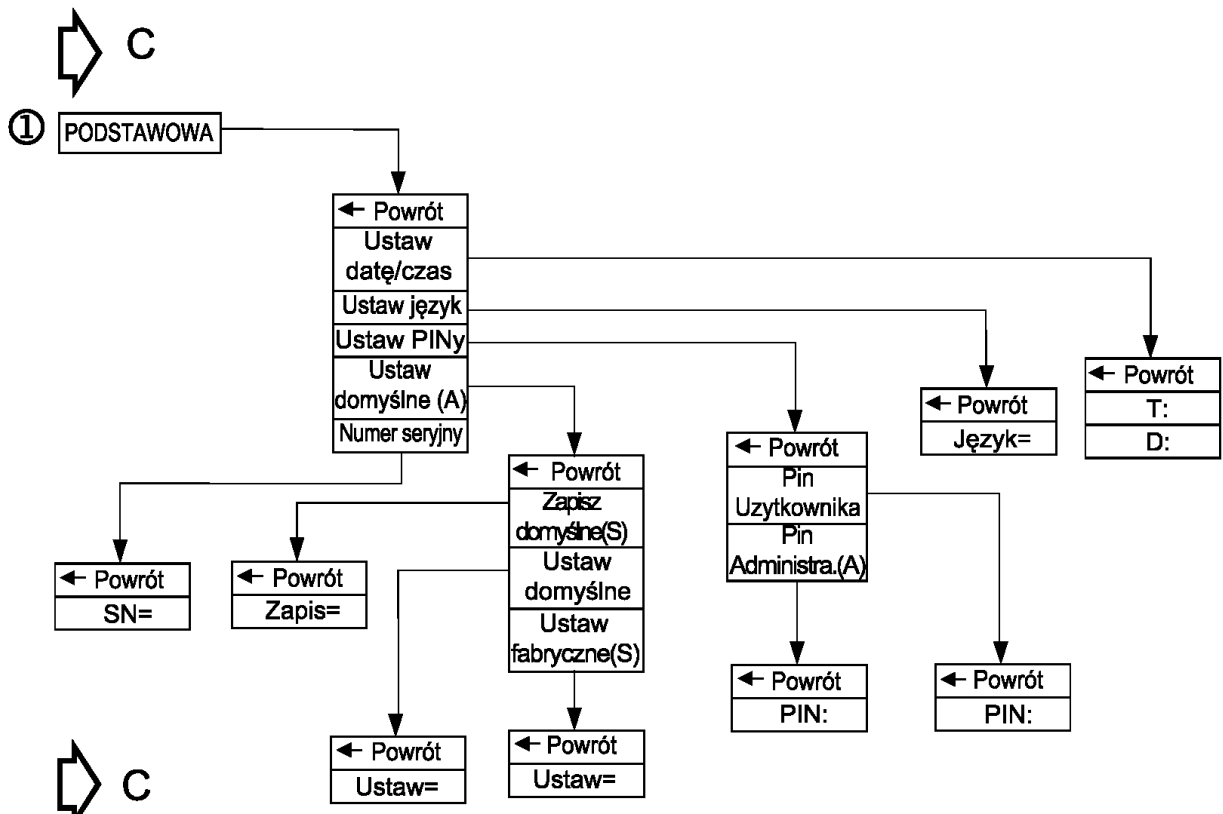 C
① PODSTAWOWA
← Powrót
Ustaw
datę/czas
Ustaw język
Ustaw PINy
Ustaw
domyślne (A)
Numer seryjny
← Powrót
T:
D:
← Powrót
Język=
← Powrót
Pin
Uzytkownika
Pin
Administra.(A)
← Powrót
Zapisz
domyślne(S)
Ustaw
domyślne
Ustaw
fabryczne(S)
← Powrót
SN=
← Powrót
Zapis=
← Powrót
PIN:
← Powrót
PIN:
← Powrót
Ustaw=
← Powrót
Ustaw=
C